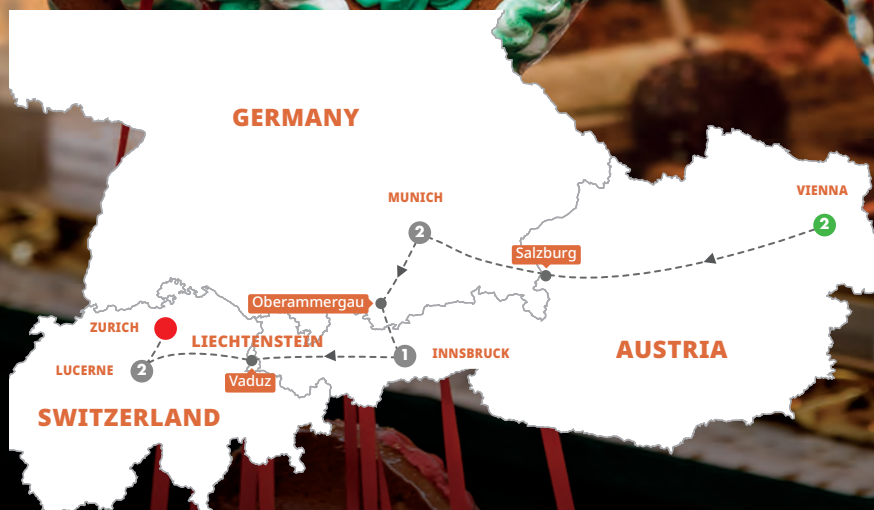 GERMANY
MUNICH
2
VIENNA
2
Salzburg
Oberammergau
ZURICH
LIECHTENSTEIN
1
INNSBRUCK
AUSTRIA
LUCERNE
2
Vaduz
SWITZERLAND